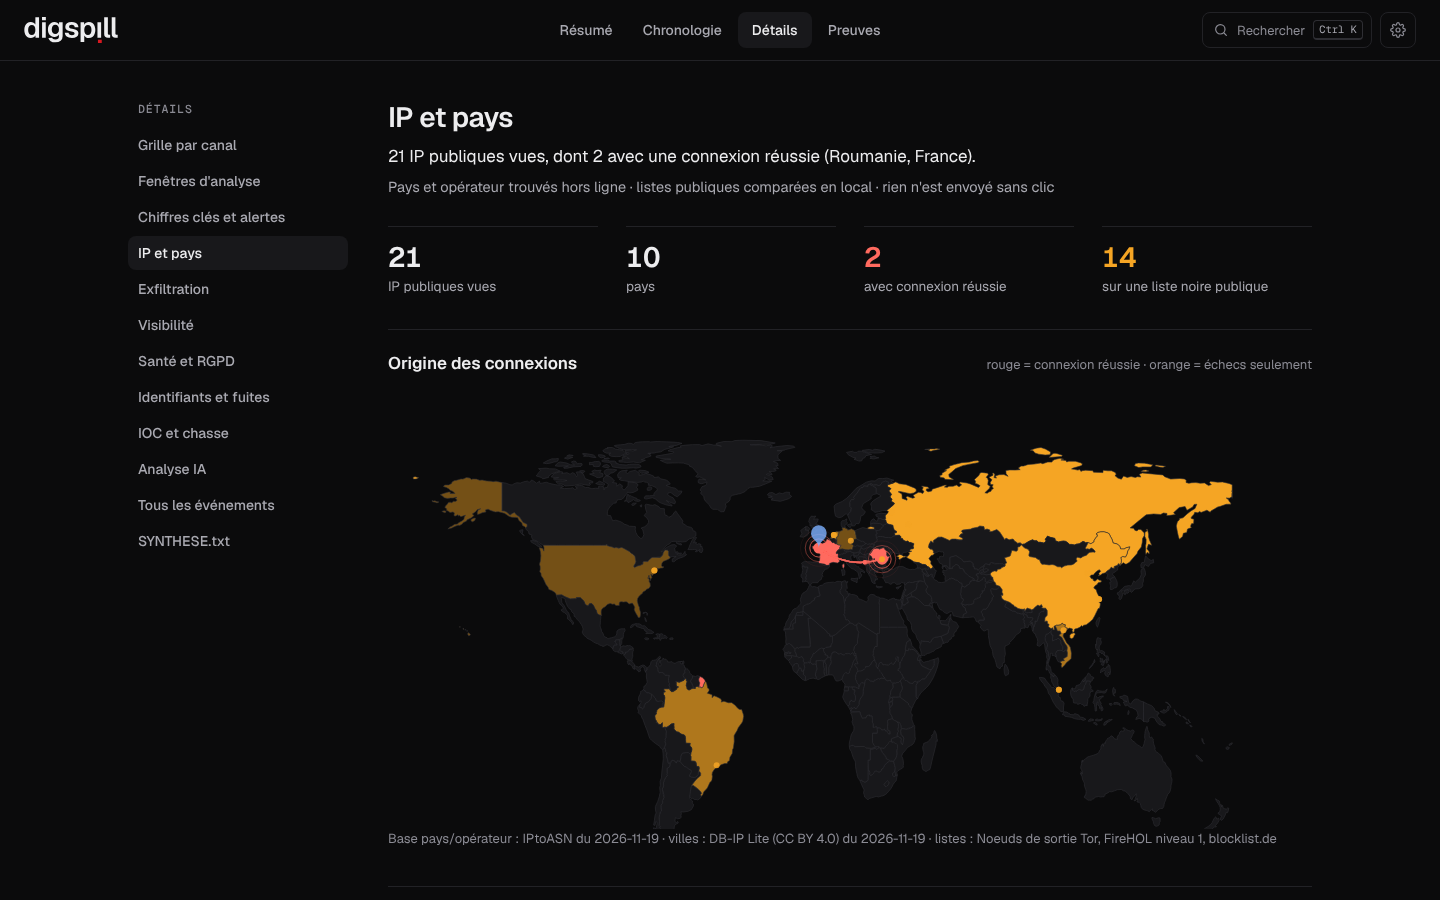 digspill
Résumé
Chronologie
Détails
Preuves
Rechercher
Ctrl K
DÉTAILS
Grille par canal
Fenêtres d'analyse
Chiffres clés et alertes
IP et pays
Exfiltration
Visibilité
Santé et RGPD
Identifiants et fuites
IOC et chasse
Analyse IA
Tous les événements
SYNTHESE.txt
IP et pays
21 IP publiques vues, dont 2 avec une connexion réussie (Roumanie, France).
Pays et opérateur trouvés hors ligne · listes publiques comparées en local · rien n'est envoyé sans clic
21
IP publiques vues
10
pays
2
avec connexion réussie
14
sur une liste noire publique
Origine des connexions
rouge = connexion réussie · orange = échecs seulement
Base pays/opérateur : IPtoASN du 2026-11-19 · villes : DB-IP Lite (CC BY 4.0) du 2026-11-19 · listes : Noeuds de sortie Tor, FireHOL niveau 1, blocklist.de